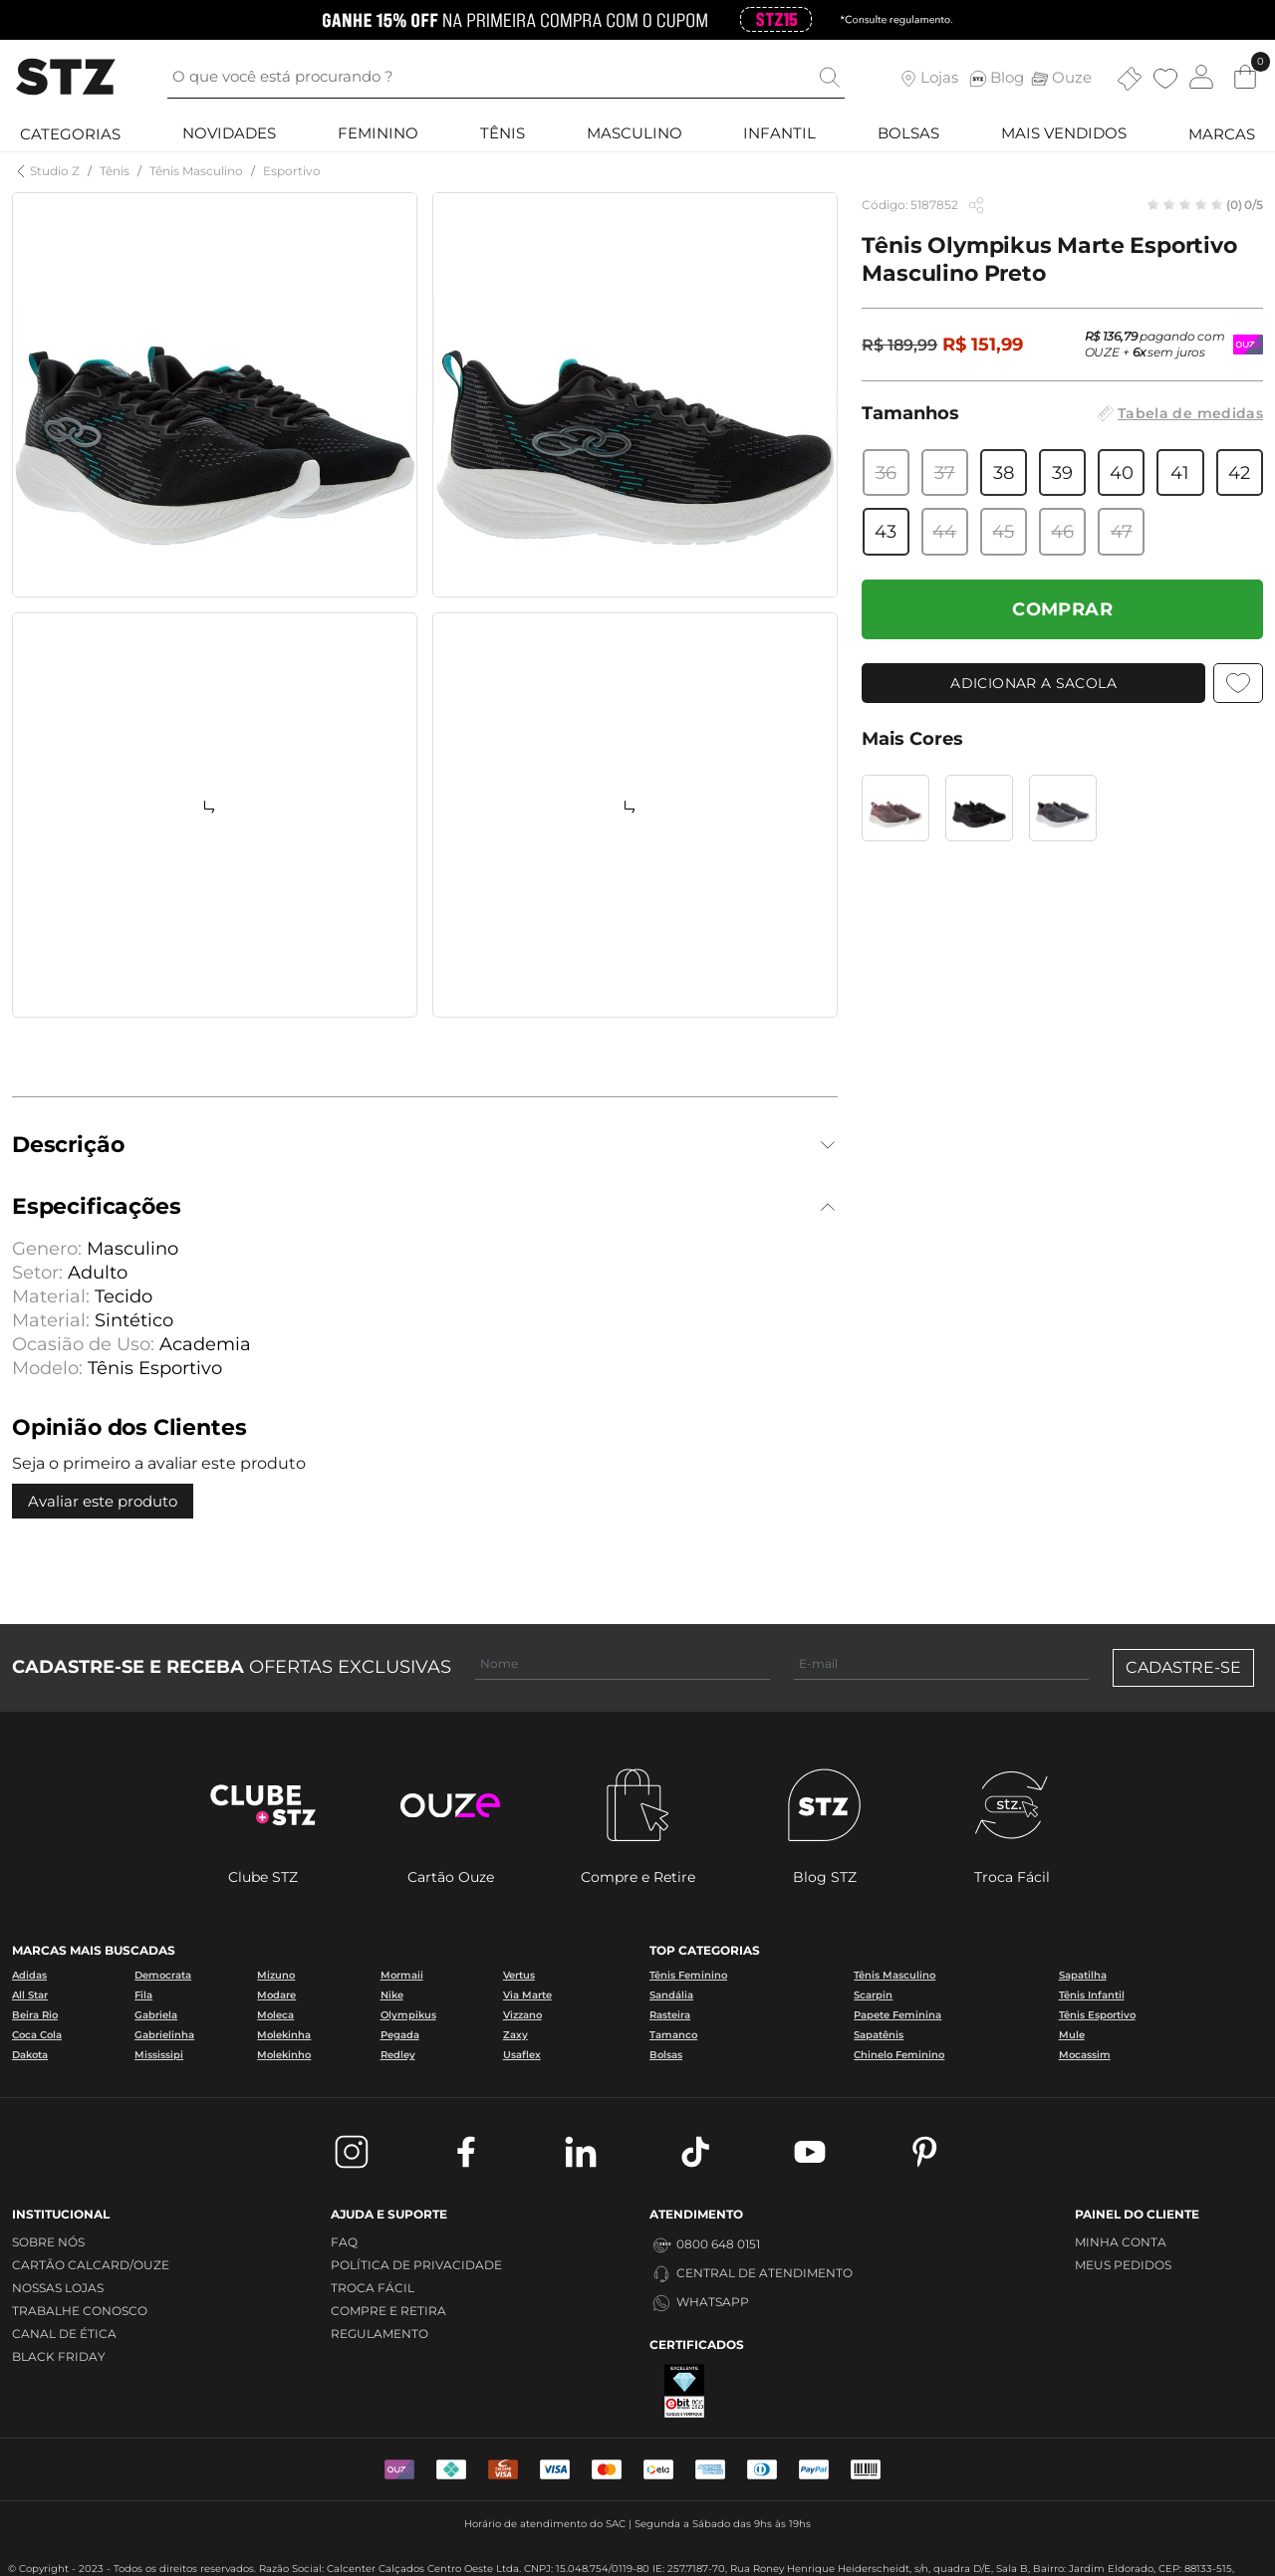 GANHE 15% OFF NA PRIMEIRA COMPRA COM O CUPOM STZ15 *Consulte regulamento.
STZ
O que você está procurando ?
Lojas STZ Blog Ouze
0
CATEGORIAS NOVIDADES FEMININO TÊNIS MASCULINO INFANTIL BOLSAS MAIS VENDIDOS MARCAS
Studio Z / Tênis / Tênis Masculino / Esportivo
Código: 5187852 (0) 0/5
Tênis Olympikus Marte Esportivo
Masculino Preto
R$ 189,99 R$ 151,99
R$ 136,79 pagando com
OUZE + 6x sem juros
OUZE
Tamanhos Tabela de medidas
36 37 38 39 40 41 42
43 44 45 46 47
COMPRAR
ADICIONAR A SACOLA
Mais Cores
Descrição
Especificações
Genero: Masculino
Setor: Adulto
Material: Tecido
Material: Sintético
Ocasião de Uso: Academia
Modelo: Tênis Esportivo
Opinião dos Clientes
Seja o primeiro a avaliar este produto
Avaliar este produto
CADASTRE-SE E RECEBA OFERTAS EXCLUSIVAS Nome E-mail CADASTRE-SE
CLUBE + STZ ouze STZ stz.
Clube STZ Cartão Ouze Compre e Retire Blog STZ Troca Fácil
MARCAS MAIS BUSCADAS TOP CATEGORIAS
Adidas Democrata Mizuno Mormaii Vertus Tênis Feminino Tênis Masculino Sapatilha
All Star Fila Modare Nike Via Marte Sandália Scarpin Tênis Infantil
Beira Rio Gabriela Moleca Olympikus Vizzano Rasteira Papete Feminina Tênis Esportivo
Coca Cola Gabrielinha Molekinha Pegada Zaxy Tamanco Sapatênis Mule
Dakota Mississipi Molekinho Redley Usaflex Bolsas Chinelo Feminino Mocassim
INSTITUCIONAL
SOBRE NÓS
CARTÃO CALCARD/OUZE
NOSSAS LOJAS
TRABALHE CONOSCO
CANAL DE ÉTICA
BLACK FRIDAY
AJUDA E SUPORTE
FAQ
POLÍTICA DE PRIVACIDADE
TROCA FÁCIL
COMPRE E RETIRA
REGULAMENTO
ATENDIMENTO
0800 648 0151
CENTRAL DE ATENDIMENTO
WHATSAPP
CERTIFICADOS
EXCELENTE
ebit
PAINEL DO CLIENTE
MINHA CONTA
MEUS PEDIDOS
OUZ VISA VISA elo PayPal
Horário de atendimento do SAC | Segunda a Sábado das 9hs às 19hs
© Copyright - 2023 - Todos os direitos reservados. Razão Social: Calcenter Calçados Centro Oeste Ltda. CNPJ: 15.048.754/0119-80 IE: 257.7187-70, Rua Roney Henrique Heiderscheidt, s/n, quadra D/E, Sala B, Bairro: Jardim Eldorado, CEP: 88133-515,